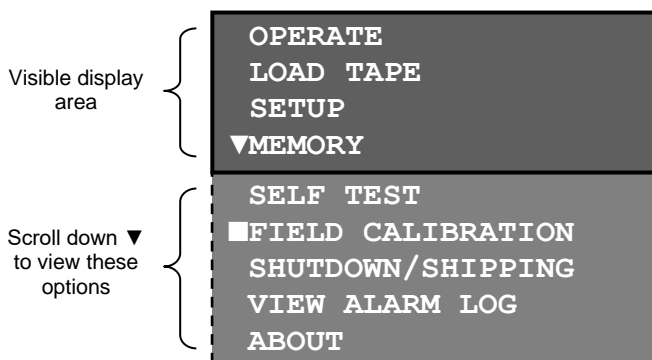 Visible display
area
OPERATE
LOAD TAPE
SETUP
▼MEMORY
Scroll down ▼
to view these
options
SELF TEST
■FIELD CALIBRATION
SHUTDOWN/SHIPPING
VIEW ALARM LOG
ABOUT